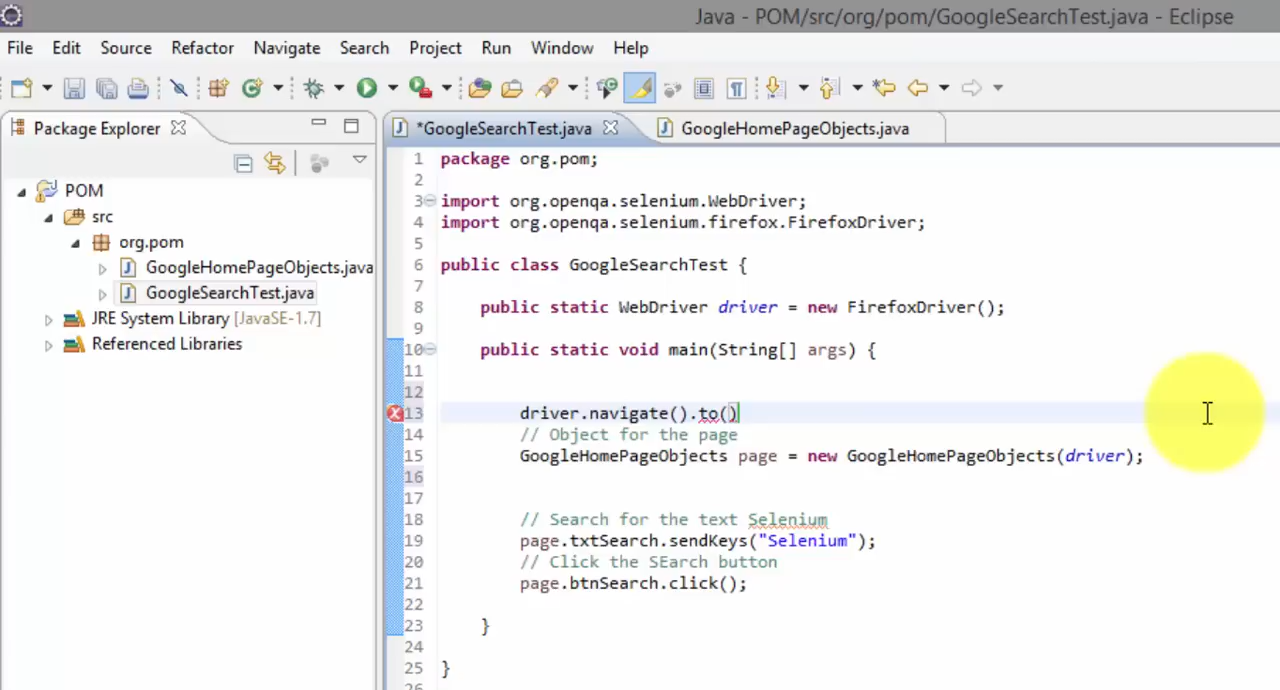 Java - POM/src/org/pom/GoogleSearchTest.java - Eclipse
File Edit Source Refactor Navigate Search Project Run Window Help
Package Explorer
*GoogleSearchTest.java GoogleHomePageObjects.java
POM
src
org.pom
GoogleHomePageObjects.java
GoogleSearchTest.java
JRE System Library [JavaSE-1.7]
Referenced Libraries
1 package org.pom;
2
3 import org.openqa.selenium.WebDriver;
4 import org.openqa.selenium.firefox.FirefoxDriver;
5
6 public class GoogleSearchTest {
7
8 public static WebDriver driver = new FirefoxDriver();
9
10 public static void main(String[] args) {
11
12
13 driver.navigate().to()
14 // Object for the page
15 GoogleHomePageObjects page = new GoogleHomePageObjects(driver);
16
17
18 // Search for the text Selenium
19 page.txtSearch.sendKeys("Selenium");
20 // Click the SEarch button
21 page.btnSearch.click();
22
23 }
24
25 }
26